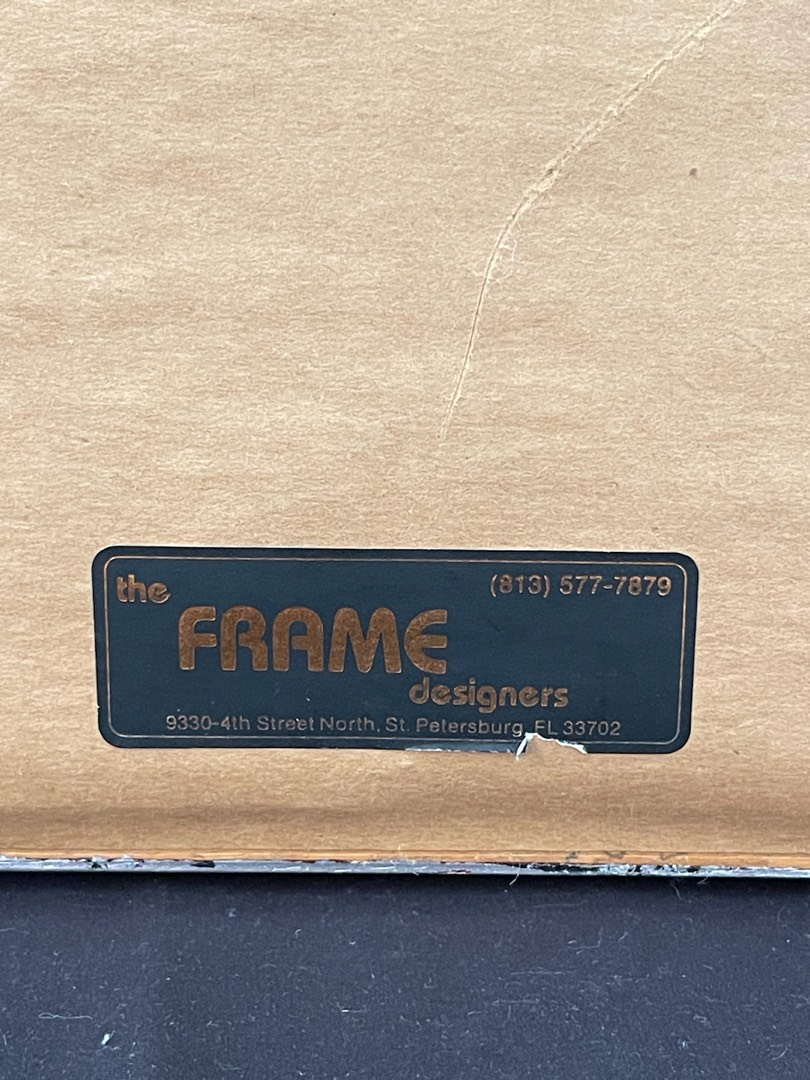 the
(813) 577-7879
FRAME
designers
9330-4th Street North, St. Petersburg, FL 33702